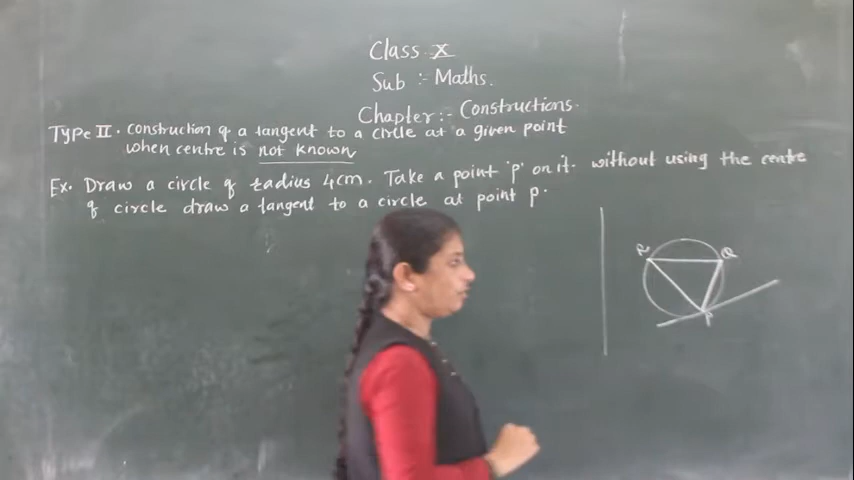 Class X
Sub :- Maths.
Chapter:- Constructions.
Type II. Construction of a tangent to a circle at a given point
when centre is not known
Ex. Draw a circle of radius 4cm. Take a point 'p' on it. without using the centre
of circle draw a tangent to a circle at point p.
R
Q
P